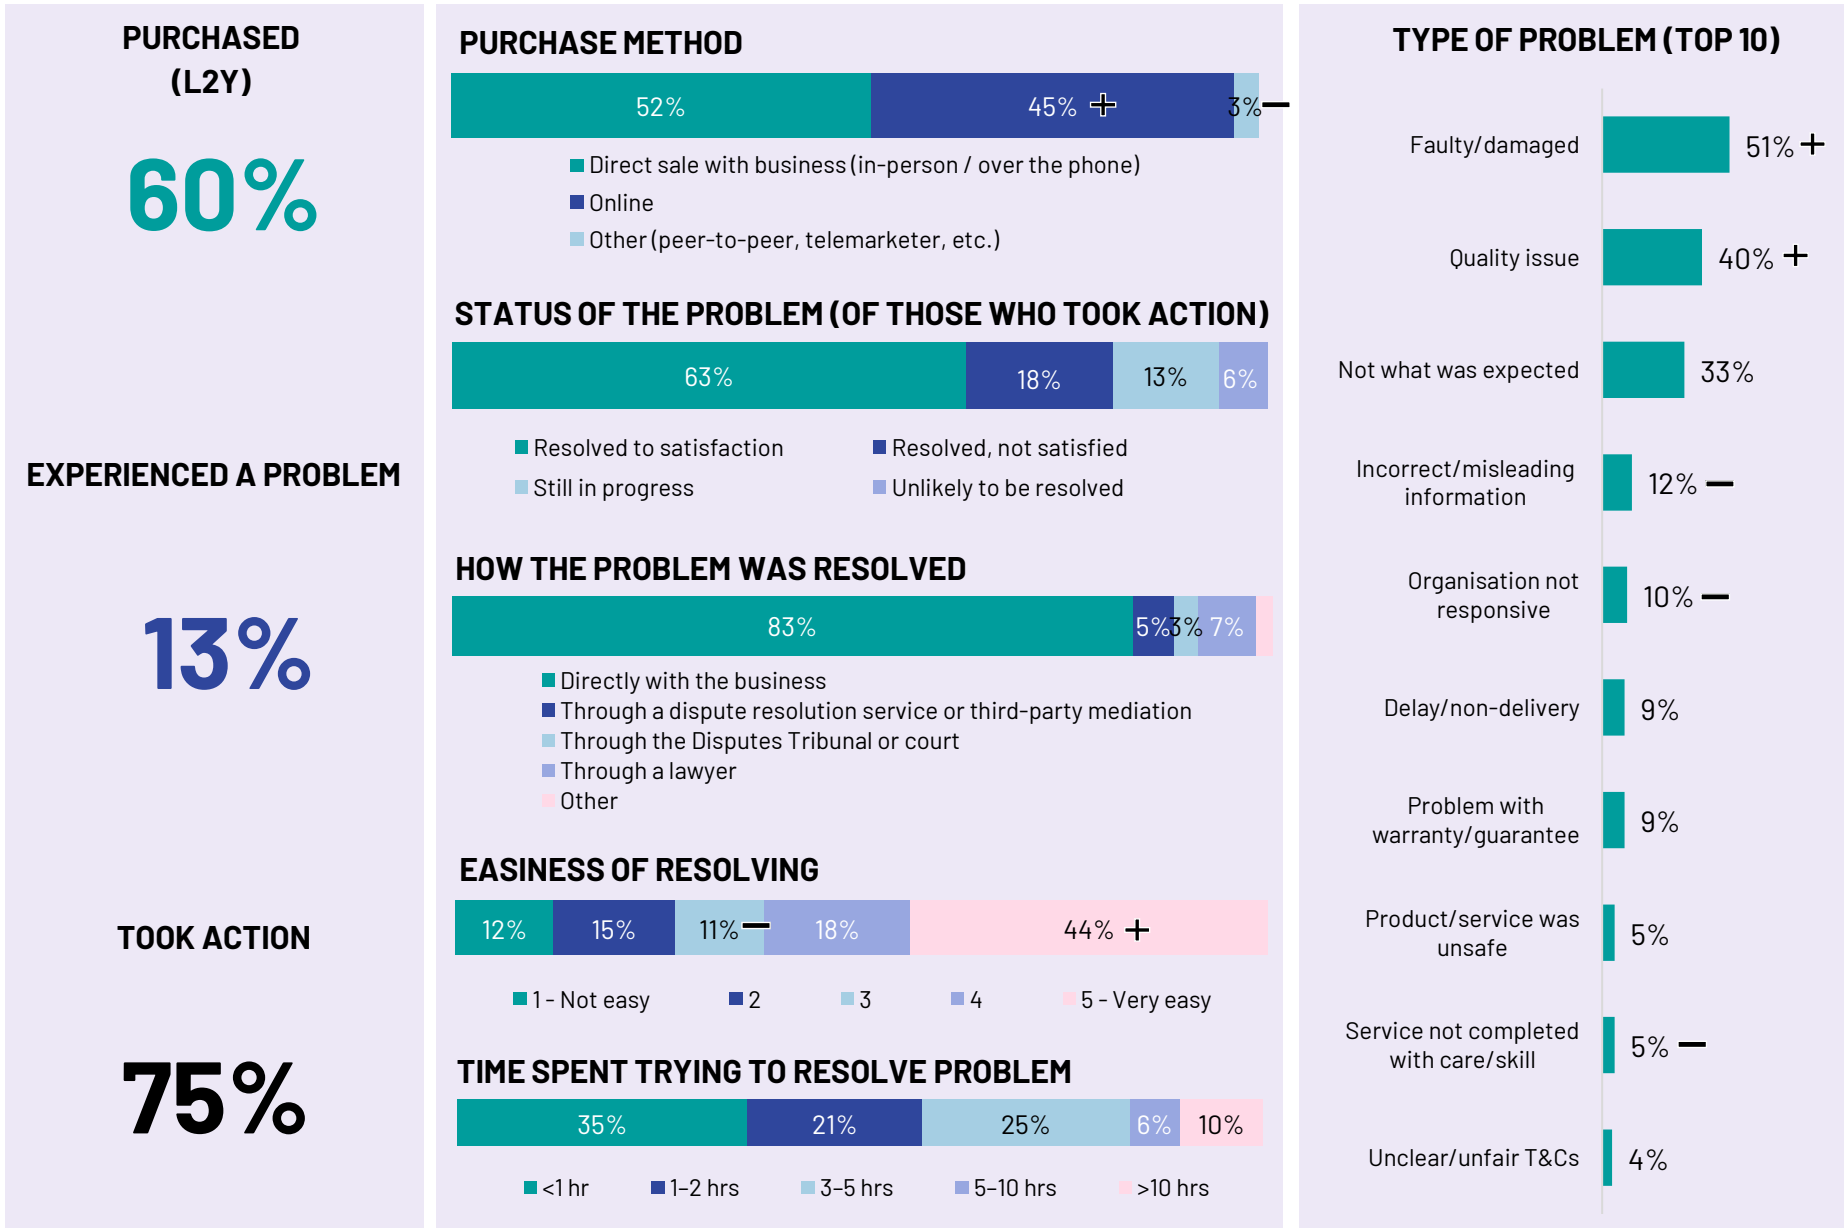 PURCHASED
(L2Y)
60%
EXPERIENCED A PROBLEM
13%
TOOK ACTION
75%
PURCHASE METHOD
52% 45% + 3% −
Direct sale with business (in-person / over the phone)
Online
Other (peer-to-peer, telemarketer, etc.)
STATUS OF THE PROBLEM (OF THOSE WHO TOOK ACTION)
63% 18% 13% 6%
Resolved to satisfaction Resolved, not satisfied
Still in progress Unlikely to be resolved
HOW THE PROBLEM WAS RESOLVED
83% 5% 3% 7%
Directly with the business
Through a dispute resolution service or third-party mediation
Through the Disputes Tribunal or court
Through a lawyer
Other
EASINESS OF RESOLVING
12% 15% 11% − 18% 44% +
1 - Not easy 2 3 4 5 - Very easy
TIME SPENT TRYING TO RESOLVE PROBLEM
35% 21% 25% 6% 10%
<1 hr 1–2 hrs 3–5 hrs 5–10 hrs >10 hrs
TYPE OF PROBLEM (TOP 10)
Faulty/damaged 51% +
Quality issue 40% +
Not what was expected 33%
Incorrect/misleading
information 12% −
Organisation not
responsive 10% −
Delay/non-delivery 9%
Problem with
warranty/guarantee 9%
Product/service was
unsafe 5%
Service not completed
with care/skill 5% −
Unclear/unfair T&Cs 4%